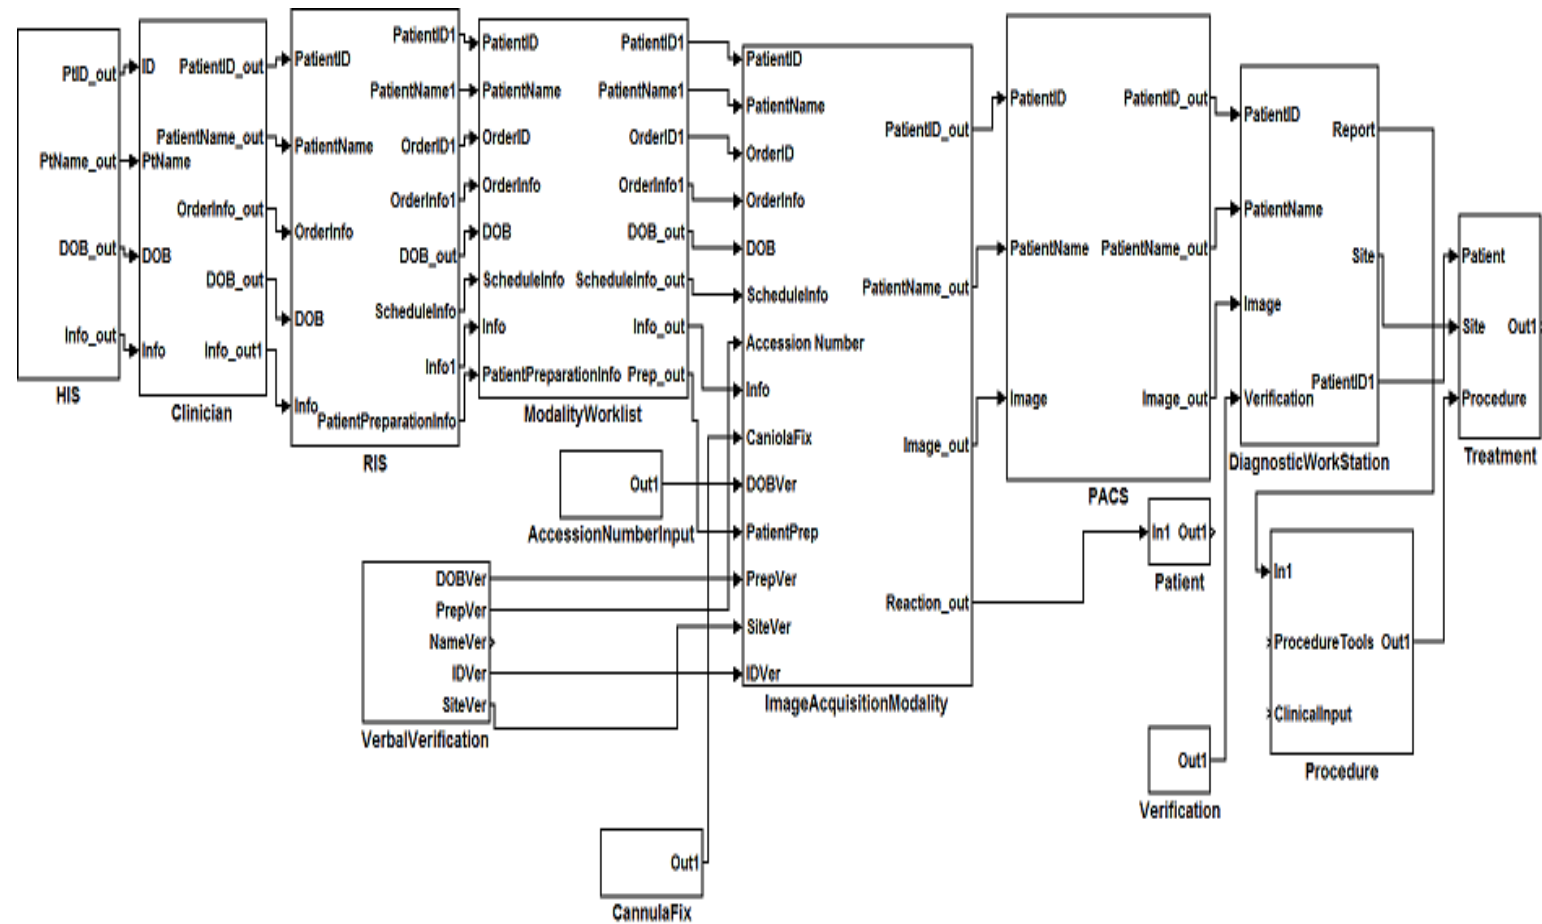 PtID_out
PtName_out
DOB_out
Info_out
HIS
ID
PtName
DOB
Info
PatientID_out
PatientName_out
OrderInfo_out
DOB_out
Info_out1
Clinician
PatientID
PatientName
OrderInfo
DOB
Info
PatientID1
PatientName1
OrderID1
OrderInfo1
DOB_out
ScheduleInfo
Info1
PatientPreparationInfo
RIS
PatientID
PatientName
OrderID
OrderInfo
DOB
ScheduleInfo
Info
PatientPreparationInfo
PatientID1
PatientName1
OrderID1
OrderInfo1
DOB_out
ScheduleInfo_out
Info_out
Prep_out
ModalityWorklist
Out1
AccessionNumberInput
DOBVer
PrepVer
NameVer
IDVer
SiteVer
VerbalVerification
Out1
CannulaFix
PatientID
PatientName
OrderID
OrderInfo
DOB
ScheduleInfo
Accession Number
Info
CaniolaFix
DOBVer
PatientPrep
PrepVer
SiteVer
IDVer
PatientID_out
PatientName_out
Image_out
Reaction_out
ImageAcquisitionModality
PatientID
PatientName
Image
PatientID_out
PatientName_out
Image_out
PACS
In1 Out1
Patient
Out1
Verification
PatientID
PatientName
Image
Verification
Report
Site
PatientID1
DiagnosticWorkStation
In1
ProcedureTools
ClinicalInput
Out1
Procedure
Patient
Site
Procedure
Out1
Treatment